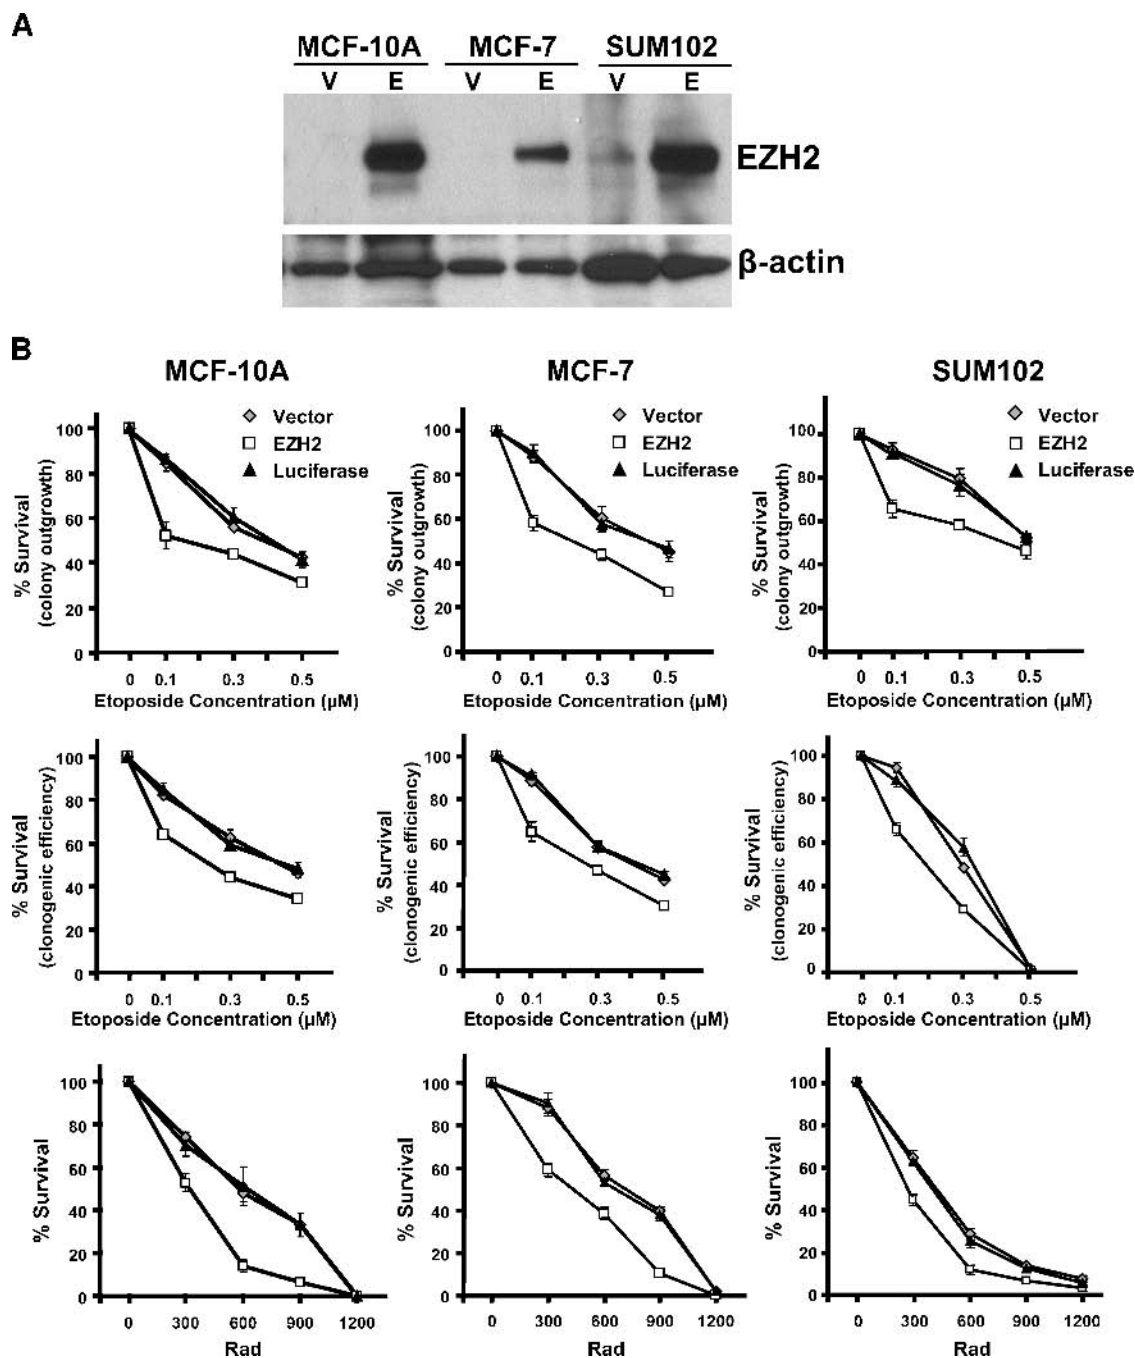 A
MCF-10A MCF-7 SUM102
V E V E V E
EZH2
β-actin
B
MCF-10A MCF-7 SUM102
% Survival
(colony outgrowth)
100
80
60
40
20
0
Vector
EZH2
Luciferase
0 0.1 0.3 0.5
Etoposide Concentration (µM)
% Survival
(colony outgrowth)
100
80
60
40
20
0
Vector
EZH2
Luciferase
0 0.1 0.3 0.5
Etoposide Concentration (µM)
% Survival
(colony outgrowth)
100
80
60
40
20
0
Vector
EZH2
Luciferase
0 0.1 0.3 0.5
Etoposide Concentration (µM)
% Survival
(clonogenic efficiency)
100
80
60
40
20
0
0 0.1 0.3 0.5
Etoposide Concentration (µM)
% Survival
(clonogenic efficiency)
100
80
60
40
20
0
0 0.1 0.3 0.5
Etoposide Concentration (µM)
% Survival
(clonogenic efficiency)
100
80
60
40
20
0
0 0.1 0.3 0.5
Etoposide Concentration (µM)
% Survival
100
80
60
40
20
0
0 300 600 900 1200
Rad
% Survival
100
80
60
40
20
0
0 300 600 900 1200
Rad
% Survival
100
80
60
40
20
0
0 300 600 900 1200
Rad